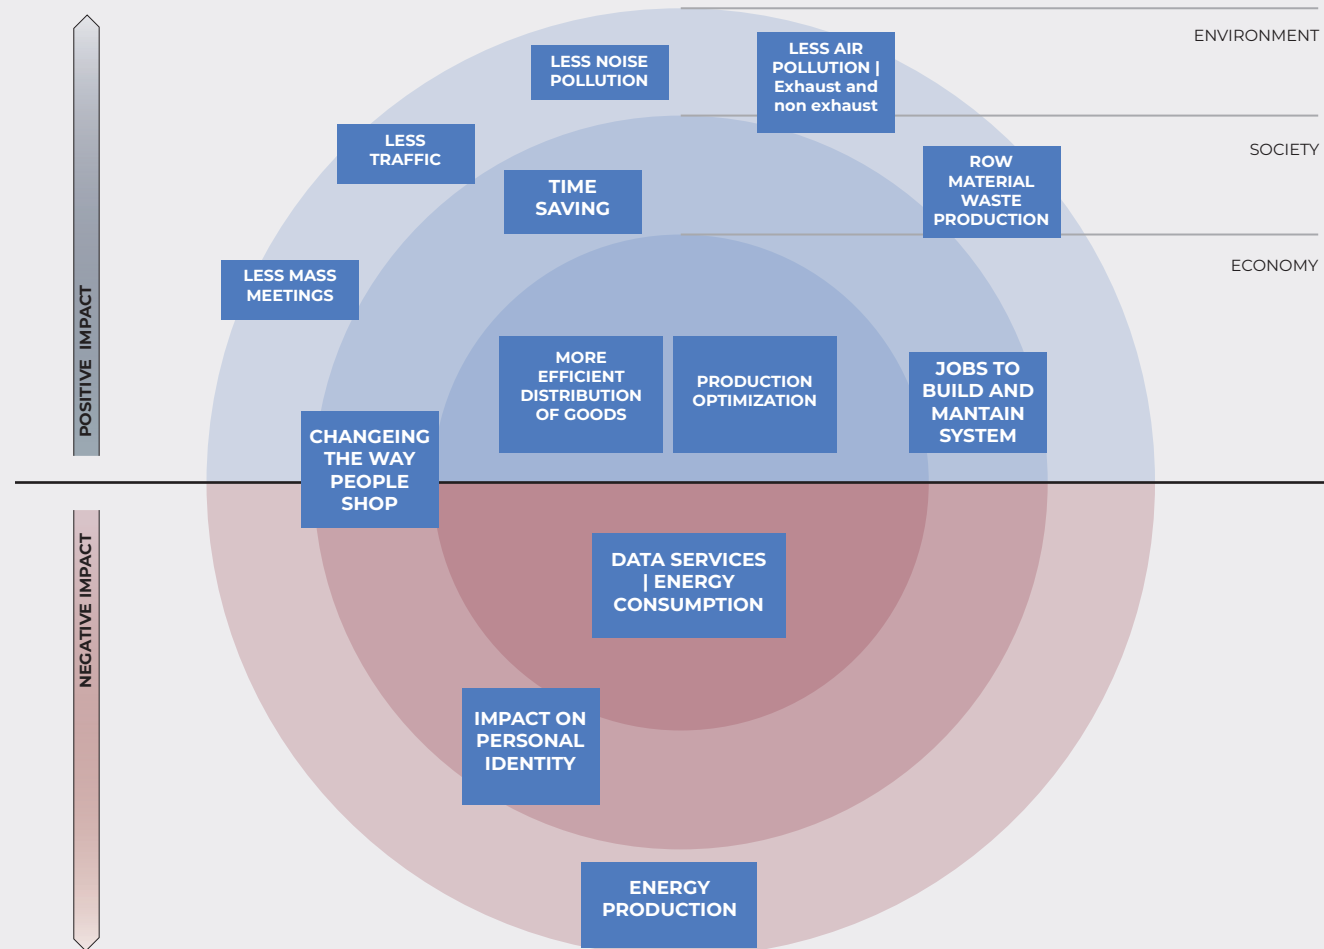 ENVIRONMENT
LESS NOISE
POLLUTION
LESS AIR
POLLUTION |
Exhaust and
non exhaust
LESS
TRAFFIC
SOCIETY
ROW
MATERIAL
WASTE
PRODUCTION
TIME
SAVING
ECONOMY
LESS MASS
MEETINGS
POSITIVE IMPACT
MORE
EFFICIENT
DISTRIBUTION
OF GOODS
PRODUCTION
OPTIMIZATION
JOBS TO
BUILD AND
MANTAIN
SYSTEM
CHANGEING
THE WAY
PEOPLE
SHOP
NEGATIVE IMPACT
DATA SERVICES
| ENERGY
CONSUMPTION
IMPACT ON
PERSONAL
IDENTITY
ENERGY
PRODUCTION